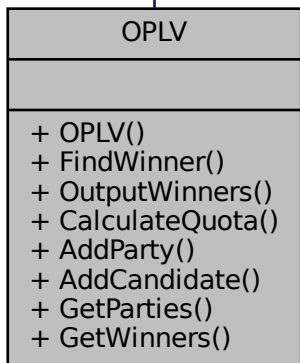 OPLV
+ OPLV()
+ FindWinner()
+ OutputWinners()
+ CalculateQuota()
+ AddParty()
+ AddCandidate()
+ GetParties()
+ GetWinners()